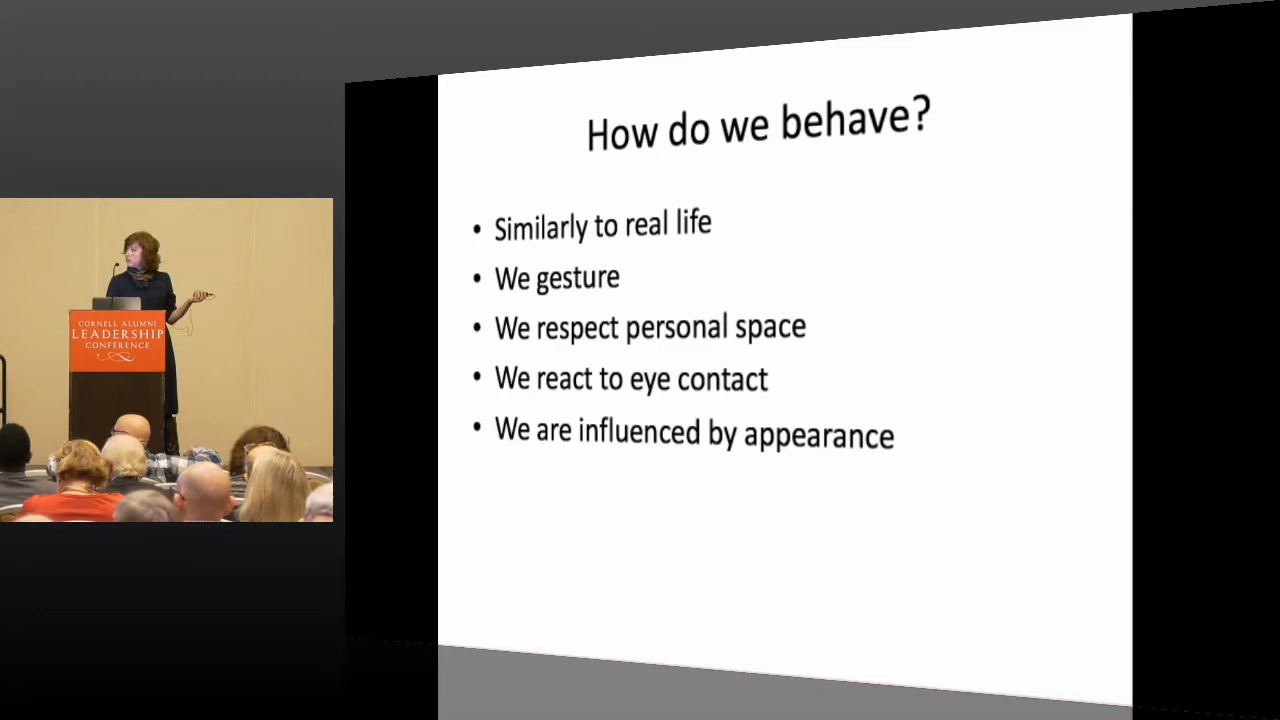 How do we behave?
• Similarly to real life
• We gesture
• We respect personal space
• We react to eye contact
• We are influenced by appearance
CORNELL ALUMNI
LEADERSHIP
CONFERENCE